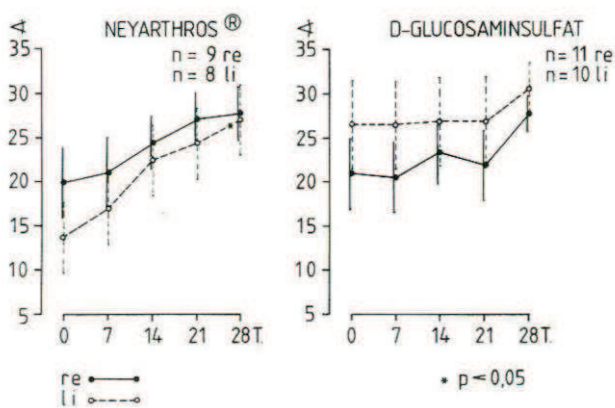 ∢ NEYARTHROS ® ∢ D-GLUCOSAMINSULFAT
n = 9 re n = 11 re
n = 8 li n = 10 li
35 35
30 30
25 25
20 20
15 15
10 10
5 5
0 7 14 21 28T. 0 7 14 21 28T.
re
li
* p < 0,05